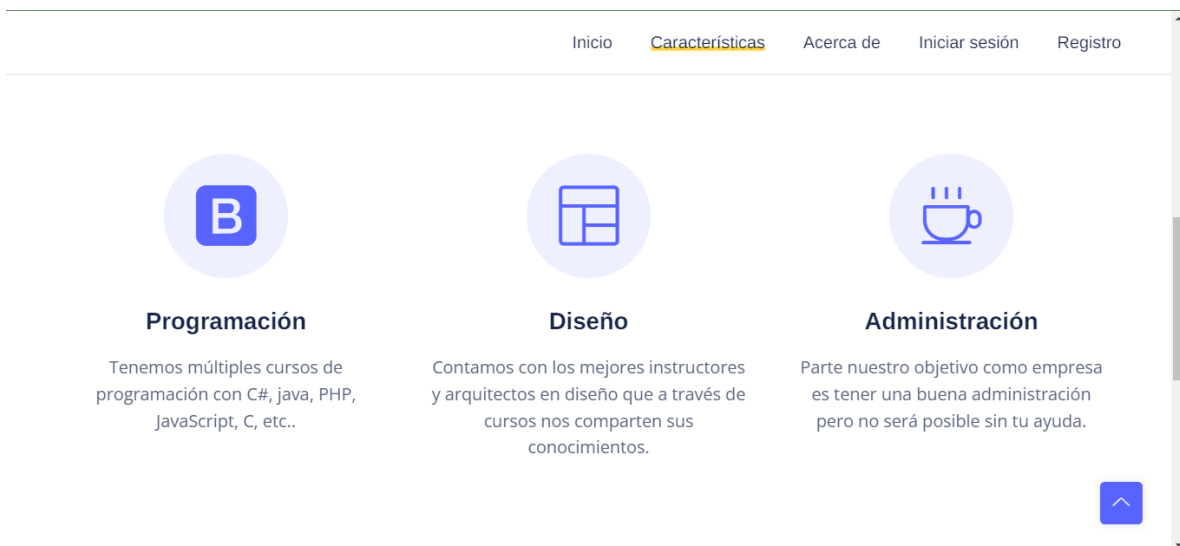 Inicio Características Acerca de Iniciar sesión Registro
B
Programación
Tenemos múltiples cursos de
programación con C#, java, PHP,
JavaScript, C, etc..
Diseño
Contamos con los mejores instructores
y arquitectos en diseño que a través de
cursos nos comparten sus
conocimientos.
Administración
Parte nuestro objetivo como empresa
es tener una buena administración
pero no será posible sin tu ayuda.